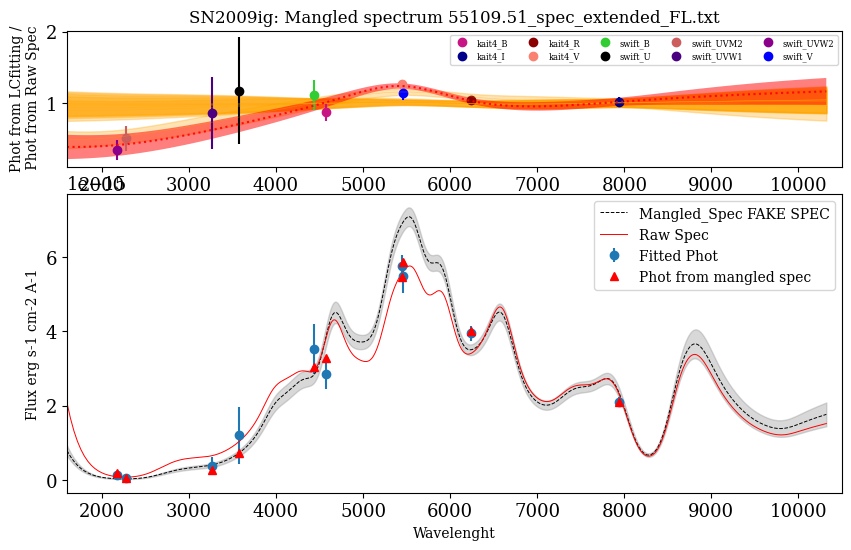 SN2009ig: Mangled spectrum 55109.51_spec_extended_FL.txt
Phot from LCfitting /
Phot from Raw Spec
2
1
kait4_B kait4_R swift_B swift_UVM2 swift_UVW2
kait4_I kait4_V swift_U swift_UVW1 swift_V
2000 3000 4000 5000 6000 7000 8000 9000 10000
Flux erg s-1 cm-2 A-1
6
4
2
0
Mangled_Spec FAKE SPEC
Raw Spec
Fitted Phot
Phot from mangled spec
2000 3000 4000 5000 6000 7000 8000 9000 10000
Wavelenght